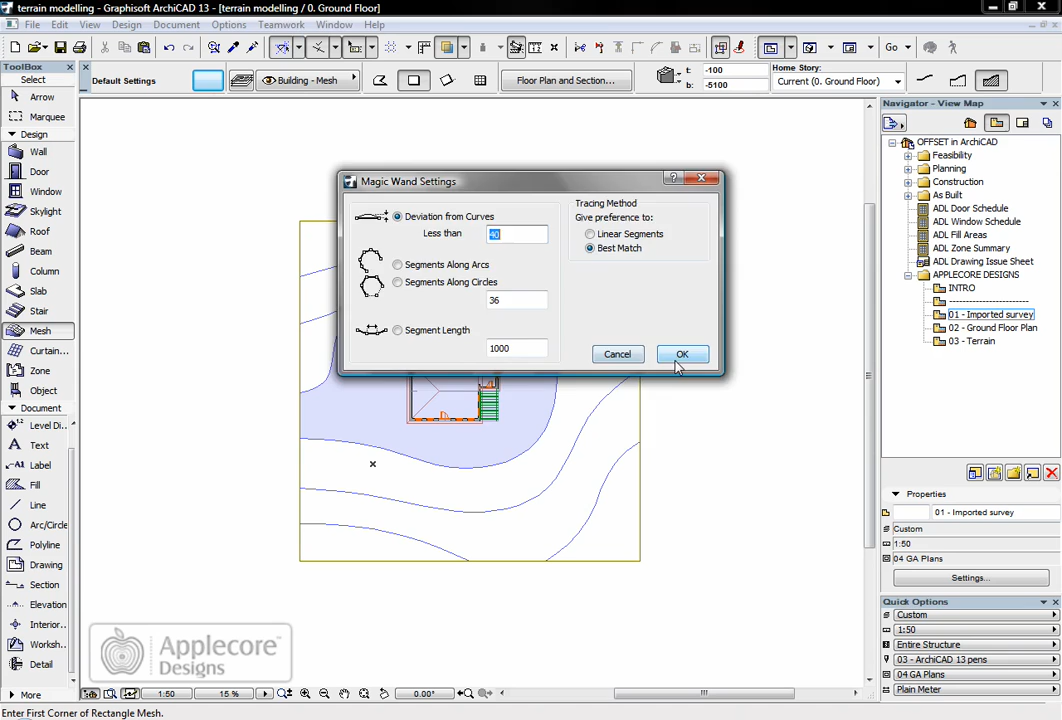 terrain modelling - Graphisoft ArchiCAD 13 - [terrain modelling / 0. Ground Floor]
File Edit View Design Document Options Teamwork Window Help
Go
ToolBox
Select
Arrow
Marquee
Design
Wall
Door
Window
Skylight
Roof
Beam
Column
Slab
Stair
Mesh
Curtain...
Zone
Object
Document
Level Di...
Text
Label
Fill
Line
Arc/Circle
Polyline
Drawing
Section
Elevation
Interior...
Worksh...
Detail
More
Default Settings
Building - Mesh
Floor Plan and Section...
t: -100
b: -5100
Home Story:
Current (0. Ground Floor)
Magic Wand Settings
Deviation from Curves
Less than 40
Segments Along Arcs
Segments Along Circles
36
Segment Length
1000
Tracing Method
Give preference to:
Linear Segments
Best Match
Cancel
OK
Applecore
Designs
Navigator - View Map
OFFSET in ArchiCAD
Feasibility
Planning
Construction
As Built
ADL Door Schedule
ADL Window Schedule
ADL Fill Areas
ADL Zone Summary
ADL Drawing Issue Sheet
APPLECORE DESIGNS
INTRO
------------------------
01 - Imported survey
02 - Ground Floor Plan
03 - Terrain
Properties
01 - Imported survey
Custom
1:50
04 GA Plans
Settings...
Quick Options
Custom
1:50
Entire Structure
03 - ArchiCAD 13 pens
04 GA Plans
Plain Meter
1:50
15 %
0.00°
Enter First Corner of Rectangle Mesh.